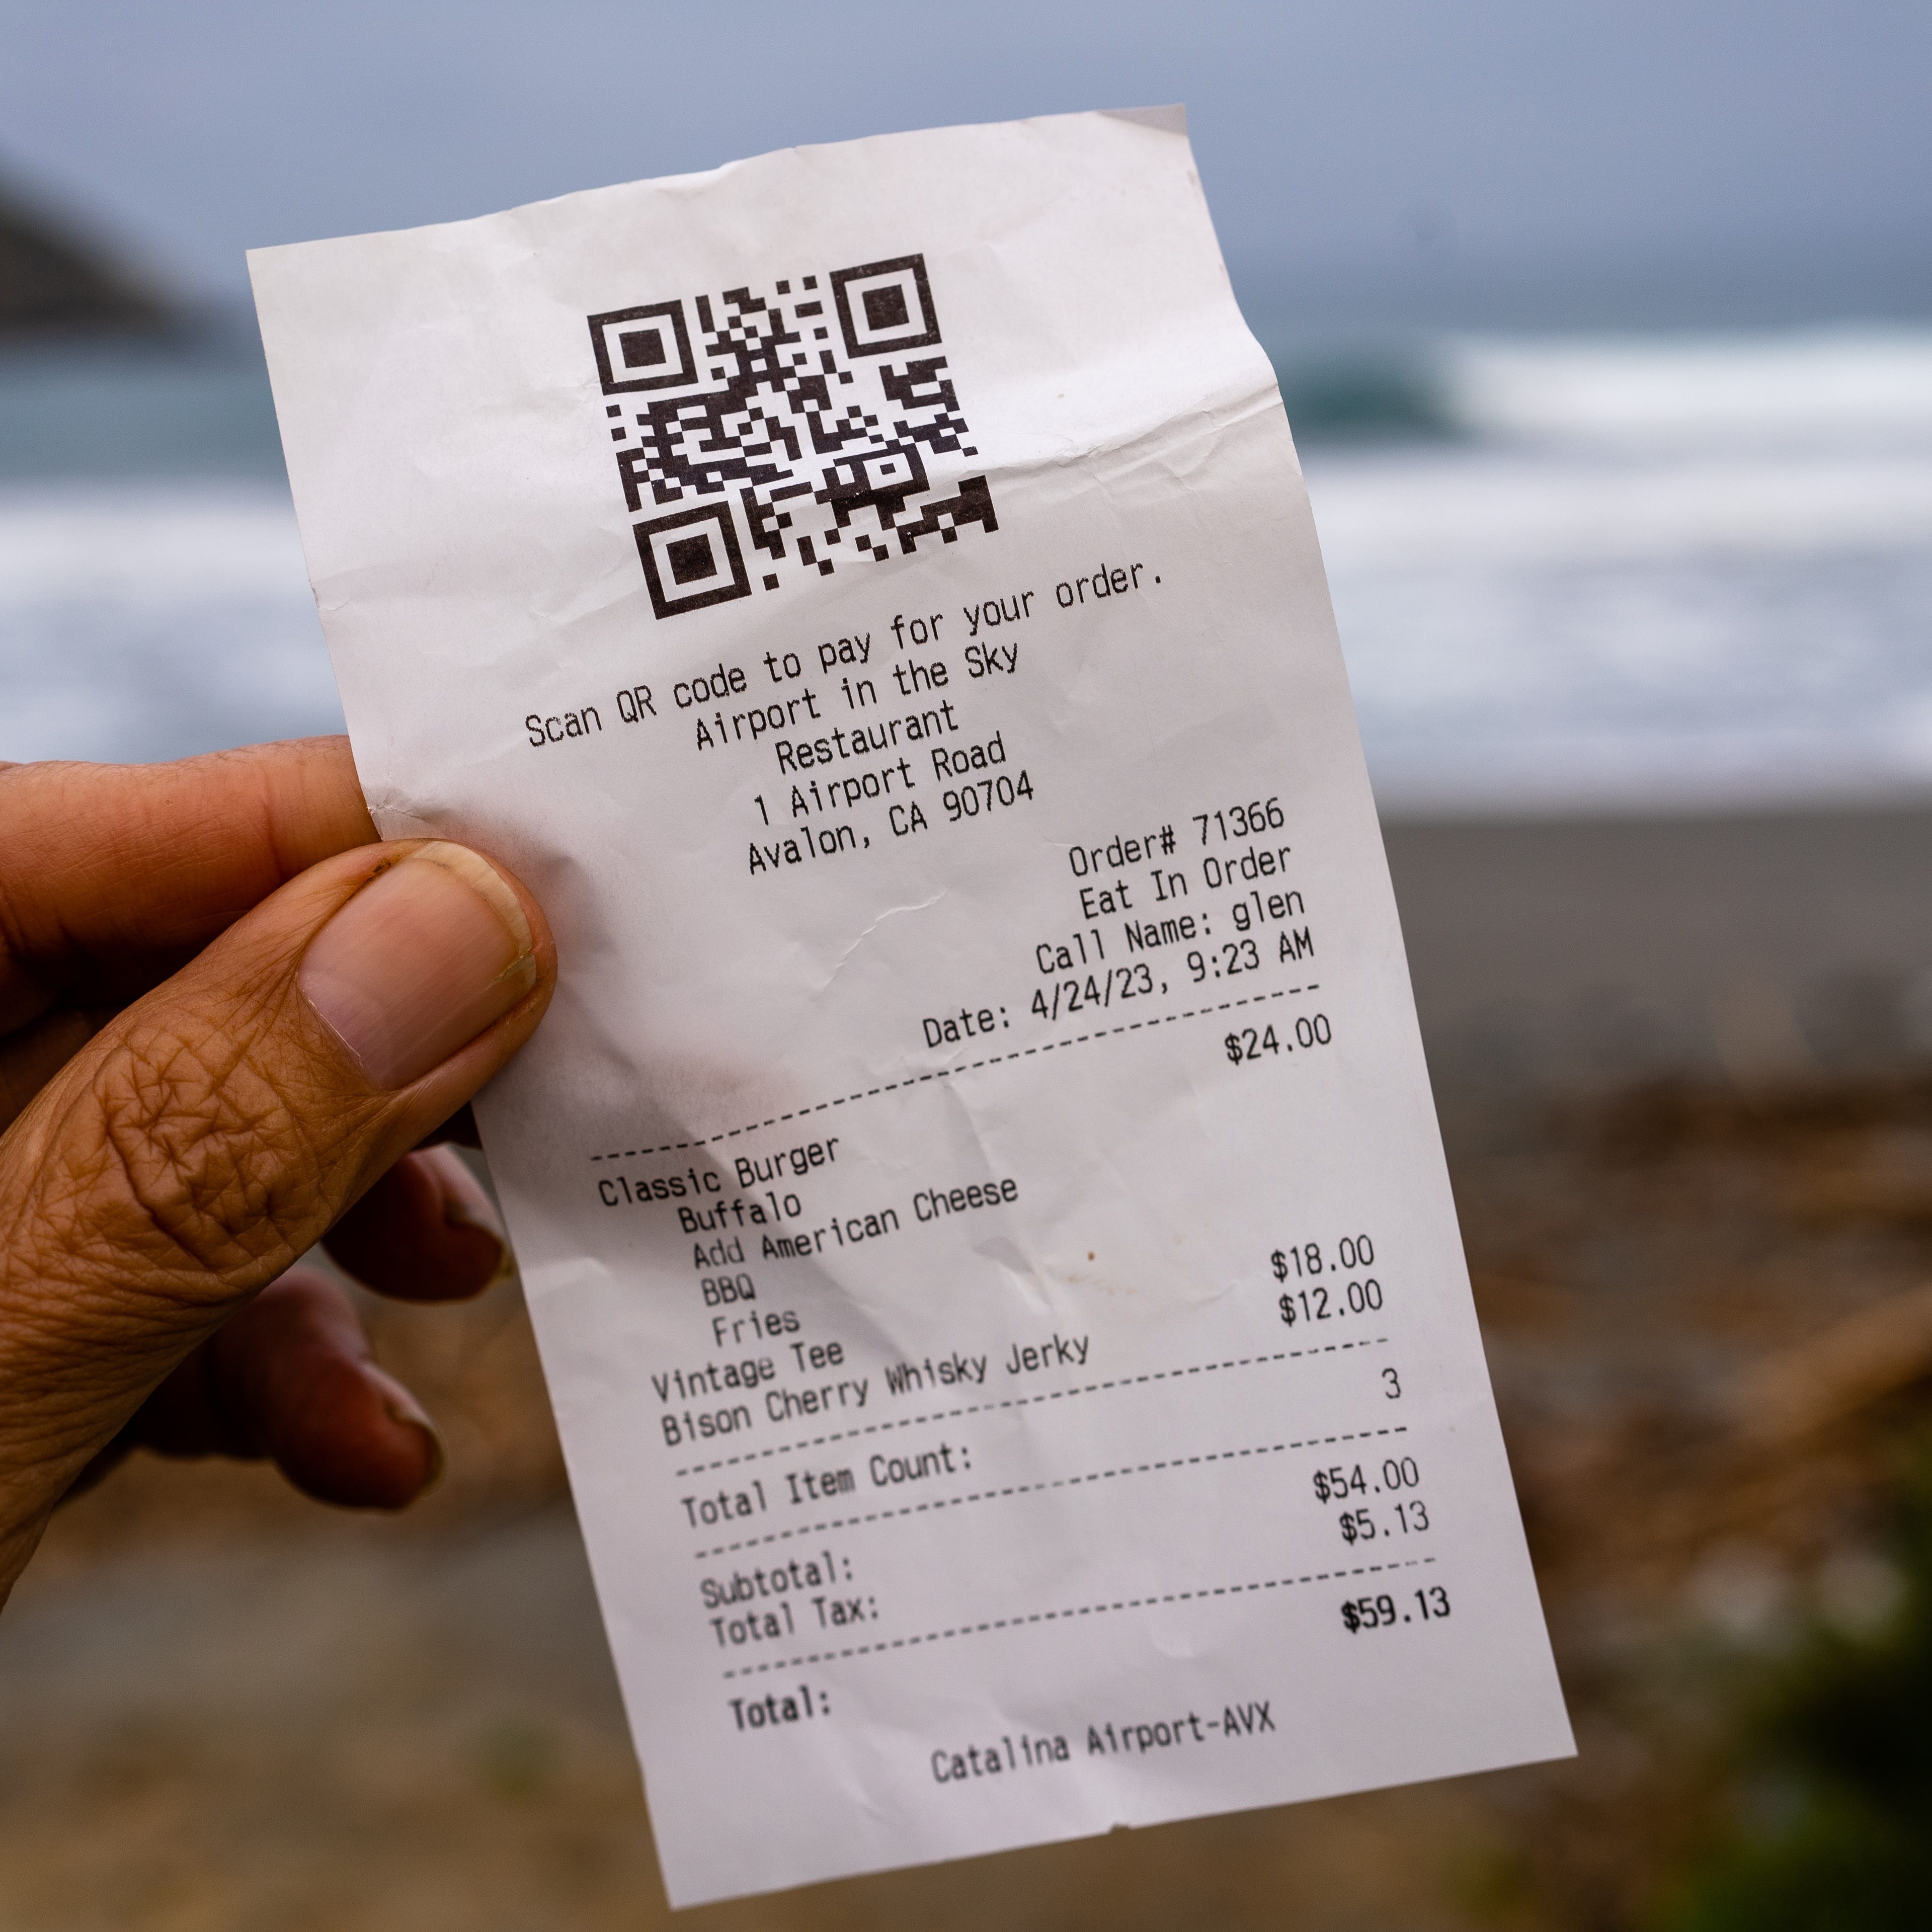 Scan QR code to pay for your order.
Airport in the Sky
Restaurant
1 Airport Road
Avalon, CA 90704
Order# 71366
Eat In Order
Call Name: glen
Date: 4/24/23, 9:23 AM
Classic Burger $24.00
Buffalo
Add American Cheese
BBQ
Fries
Vintage Tee $18.00
Bison Cherry Whisky Jerky $12.00
Total Item Count: 3
Subtotal: $54.00
Total Tax: $5.13
Total: $59.13
Catalina Airport-AVX